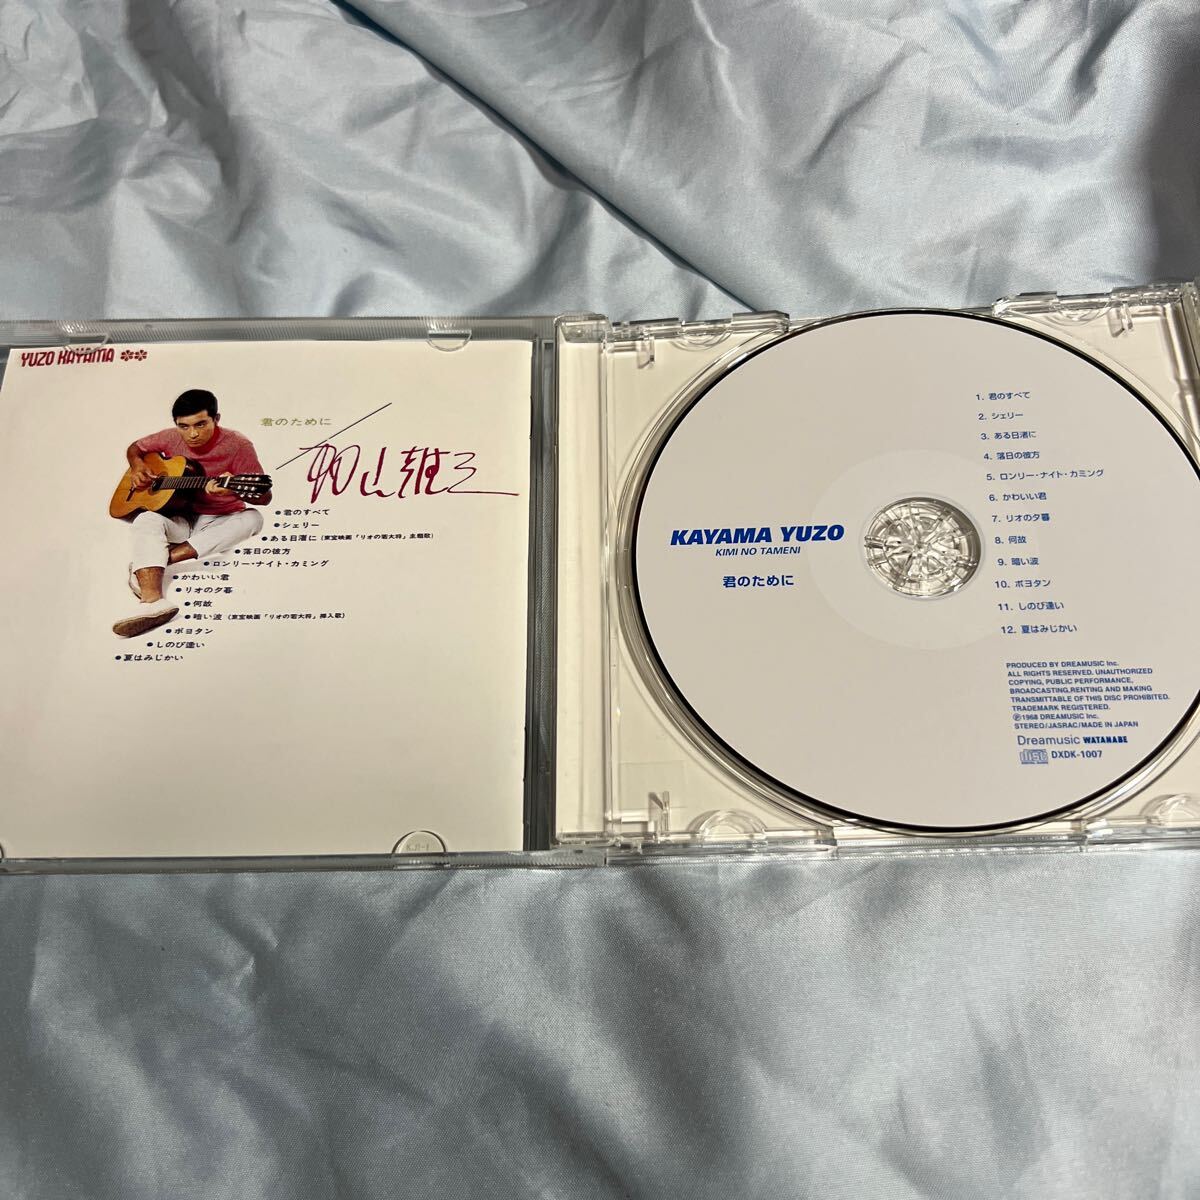 YUZO KAYAMA
君のために
加山雄三
●君のすべて
●シェリー
●ある日渚に(東宝映画「リオの若大将」主題歌)
●落日の彼方
●ロンリー・ナイト・カミング
●かわいい君
●リオの夕暮
●何故
●暗い波(東宝映画「リオの若大将」挿入歌)
●ボヨタン
●しのび逢い
●夏はみじかい
KAYAMA YUZO
KIMI NO TAMENI
君のために
1. 君のすべて
2. シェリー
3. ある日渚に
4. 落日の彼方
5. ロンリー・ナイト・カミング
6. かわいい君
7. リオの夕暮
8. 何故
9. 暗い波
10. ボヨタン
11. しのび逢い
12. 夏はみじかい
PRODUCED BY DREAMUSIC Inc.
ALL RIGHTS RESERVED. UNAUTHORIZED
COPYING, PUBLIC PERFORMANCE,
BROADCASTING,RENTING AND MAKING
TRANSMITTABLE OF THIS DISC PROHIBITED.
TRADEMARK REGISTERED.
Ⓟ1968 DREAMUSIC Inc.
STEREO/JASRAC/MADE IN JAPAN
Dreamusic WATANABE
disc DXDK-1007